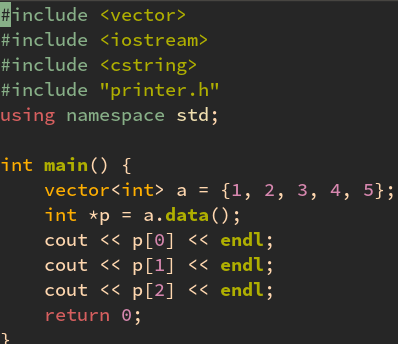 #include <vector>
#include <iostream>
#include <cstring>
#include "printer.h"
using namespace std;

int main() {
    vector<int> a = {1, 2, 3, 4, 5};
    int *p = a.data();
    cout << p[0] << endl;
    cout << p[1] << endl;
    cout << p[2] << endl;
    return 0;
}